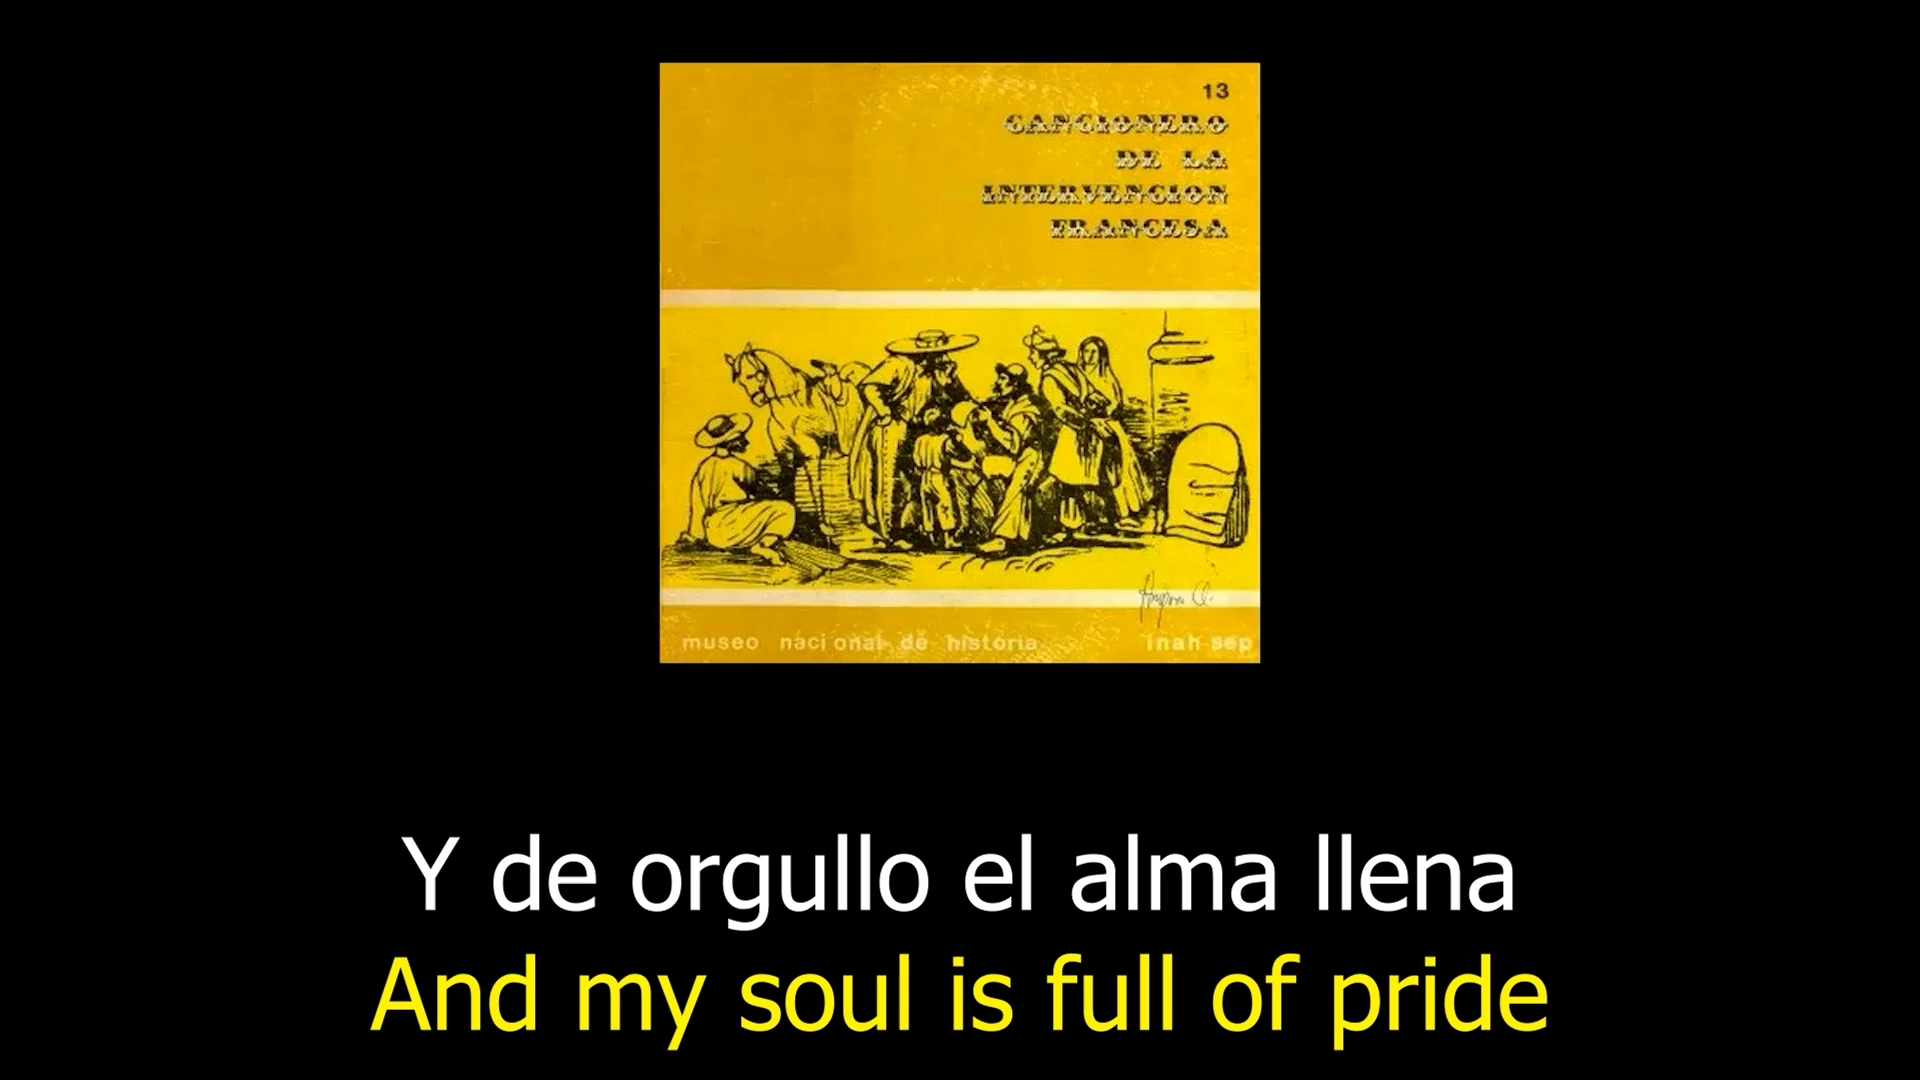 13
CANCIONERO
DE LA
INTERVENCION
FRANCESA
museo nacional de historia
inah sep
Y de orgullo el alma llena
And my soul is full of pride